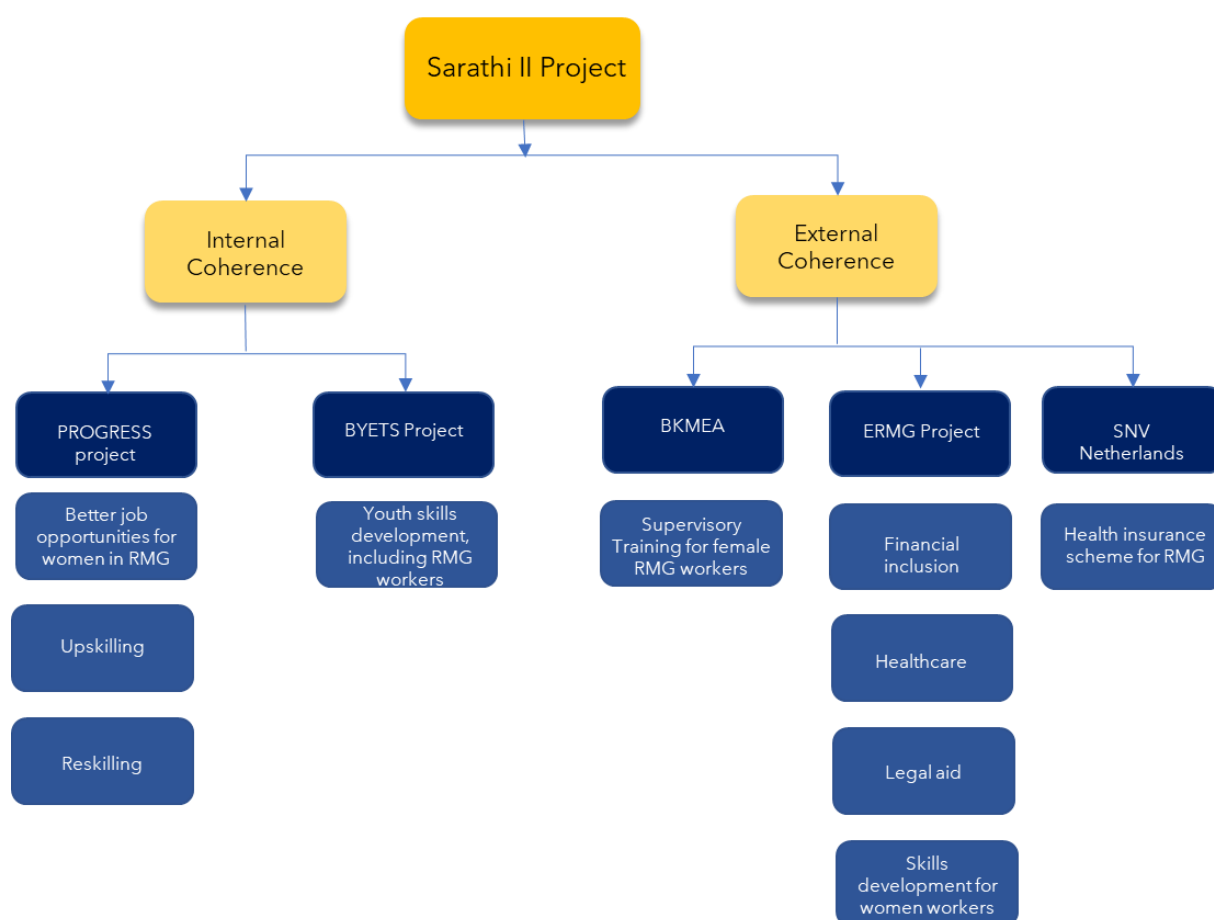 Sarathi II Project
Internal
Coherence
External
Coherence
PROGRESS
project
BYETS Project
BKMEA
ERMG Project
SNV
Netherlands
Better job
opportunities for
women in RMG
Youth skills
development,
including RMG
workers
Supervisory
Training for female
RMG workers
Financial
inclusion
Health insurance
scheme for RMG
Upskilling
Healthcare
Reskilling
Legal aid
Skills
development for
women workers